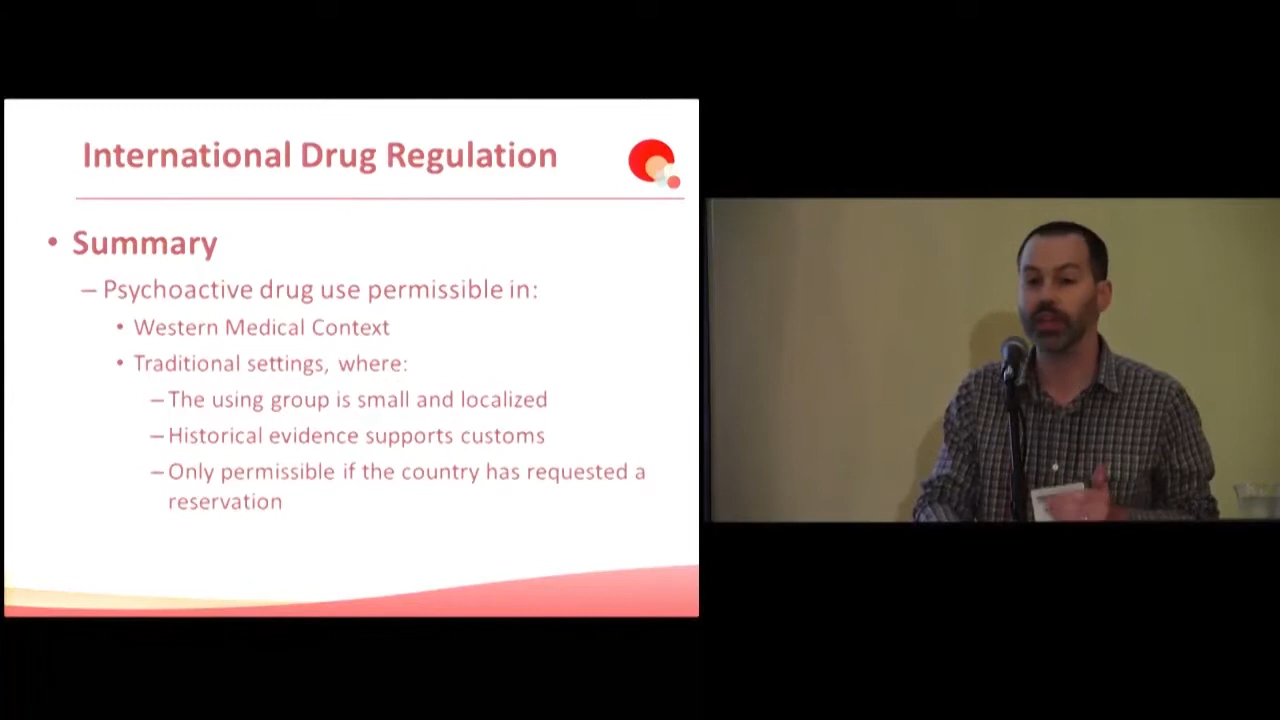 International Drug Regulation
• Summary
– Psychoactive drug use permissible in:
• Western Medical Context
• Traditional settings, where:
– The using group is small and localized
– Historical evidence supports customs
– Only permissible if the country has requested a
reservation